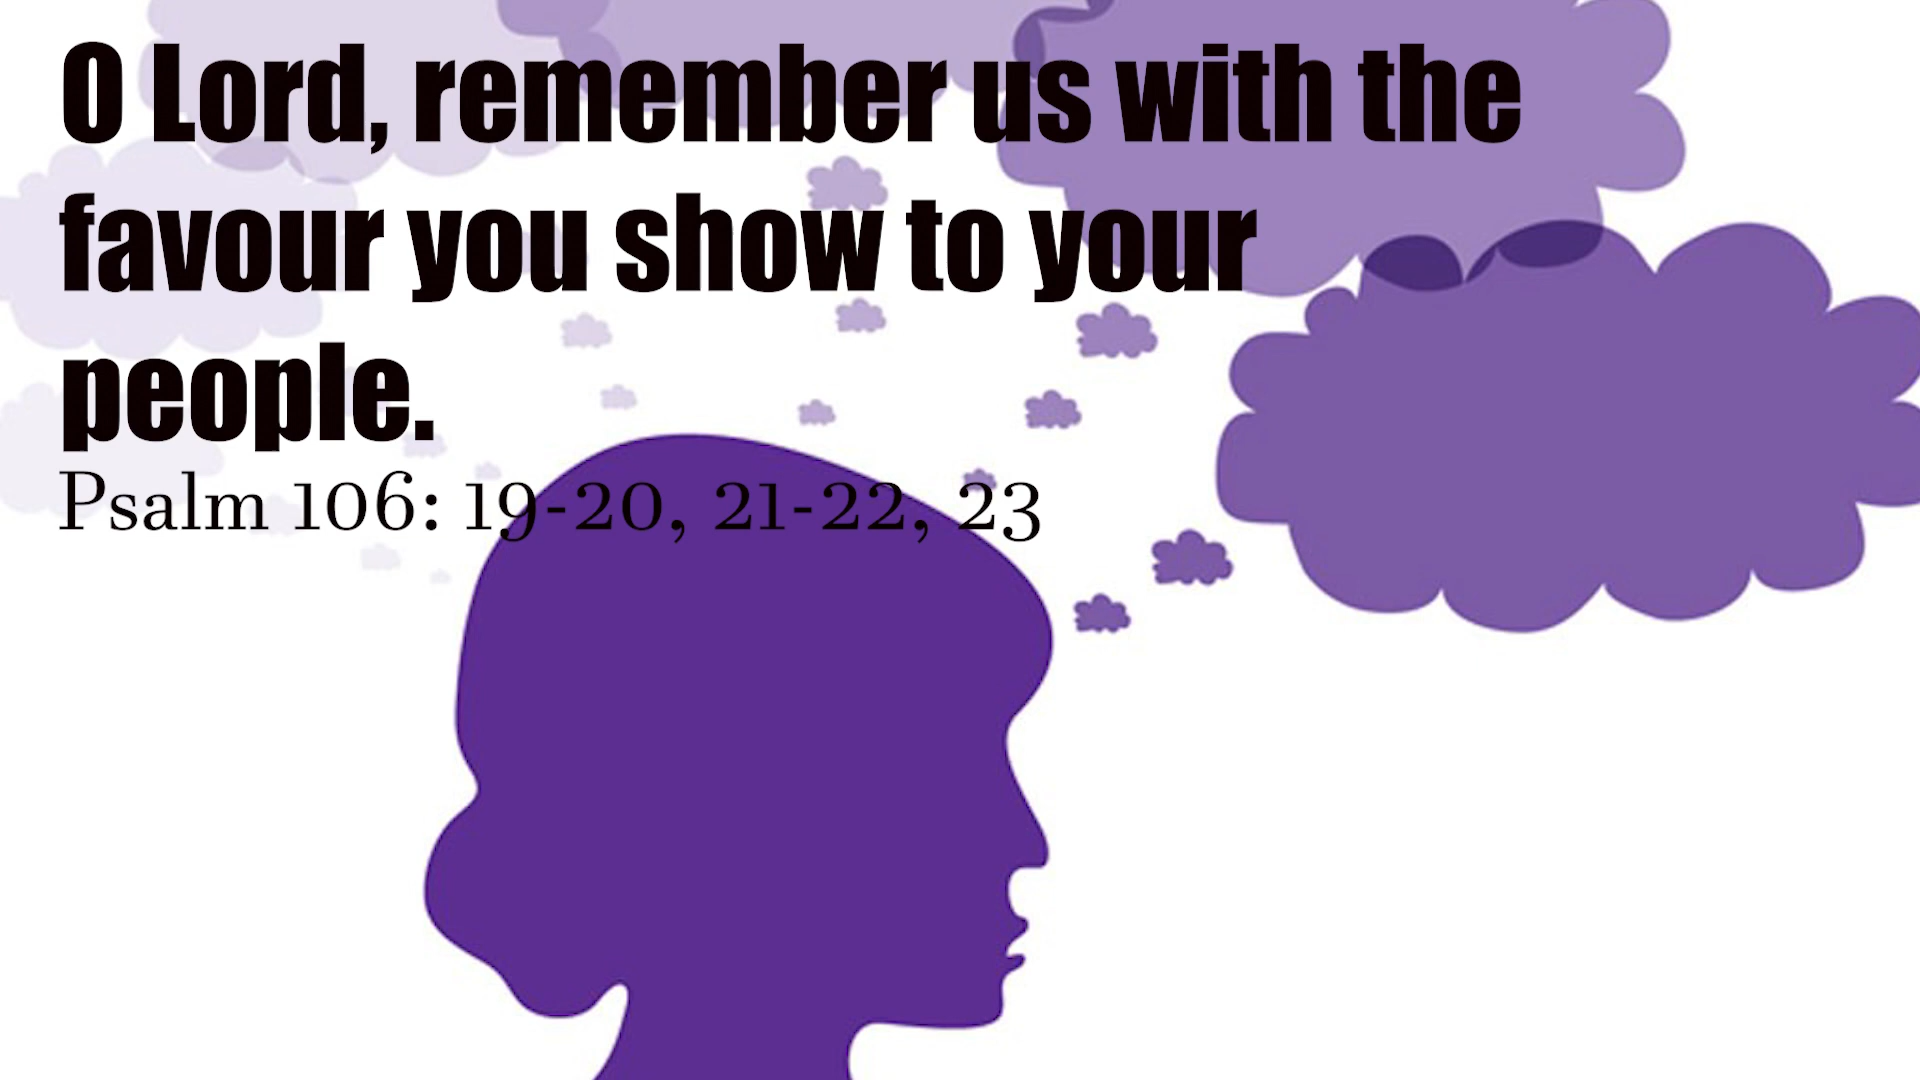 O Lord, remember us with the
favour you show to your
people.
Psalm 106: 19-20, 21-22, 23